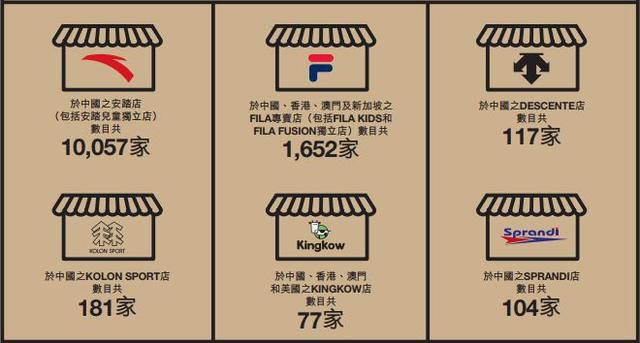 於中國之安踏店
（包括安踏兒童獨立店）
數目共
10,057家
F
於中國、香港、澳門及新加坡之
FILA專賣店（包括FILA KIDS和
FILA FUSION獨立店）數目共
1,652家
於中國之DESCENTE店
數目共
117家
KOLON SPORT
於中國之KOLON SPORT店
數目共
181家
Kingkow
於中國、香港、澳門
和美國之KINGKOW店
數目共
77家
Sprandi
於中國之SPRANDI店
數目共
104家